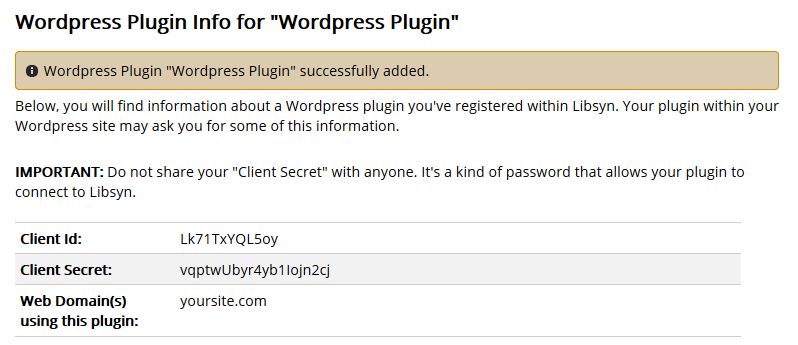 Wordpress Plugin Info for "Wordpress Plugin"
Wordpress Plugin "Wordpress Plugin" successfully added.
Below, you will find information about a Wordpress plugin you've registered within Libsyn. Your plugin within your
Wordpress site may ask you for some of this information.
IMPORTANT: Do not share your "Client Secret" with anyone. It's a kind of password that allows your plugin to
connect to Libsyn.
Client Id: Lk71TxYQL5oy
Client Secret: vqptwUbyr4yb1Iojn2cj
Web Domain(s) yoursite.com
using this plugin: